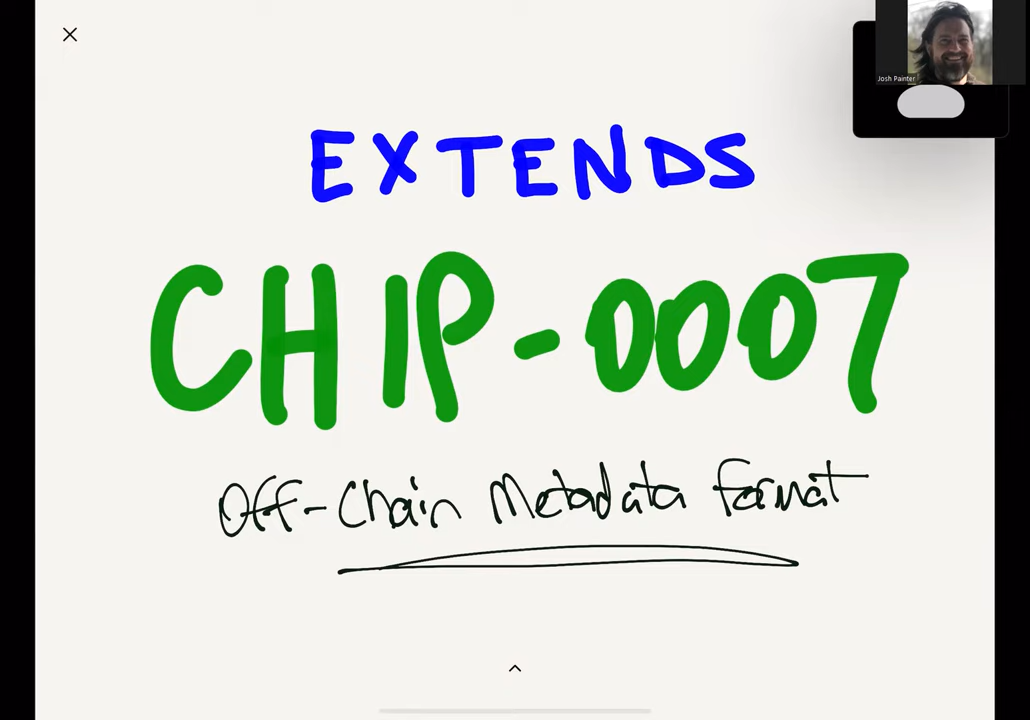 Josh Painter
EXTENDS
CHIP-0007
Off-Chain Metadata Format